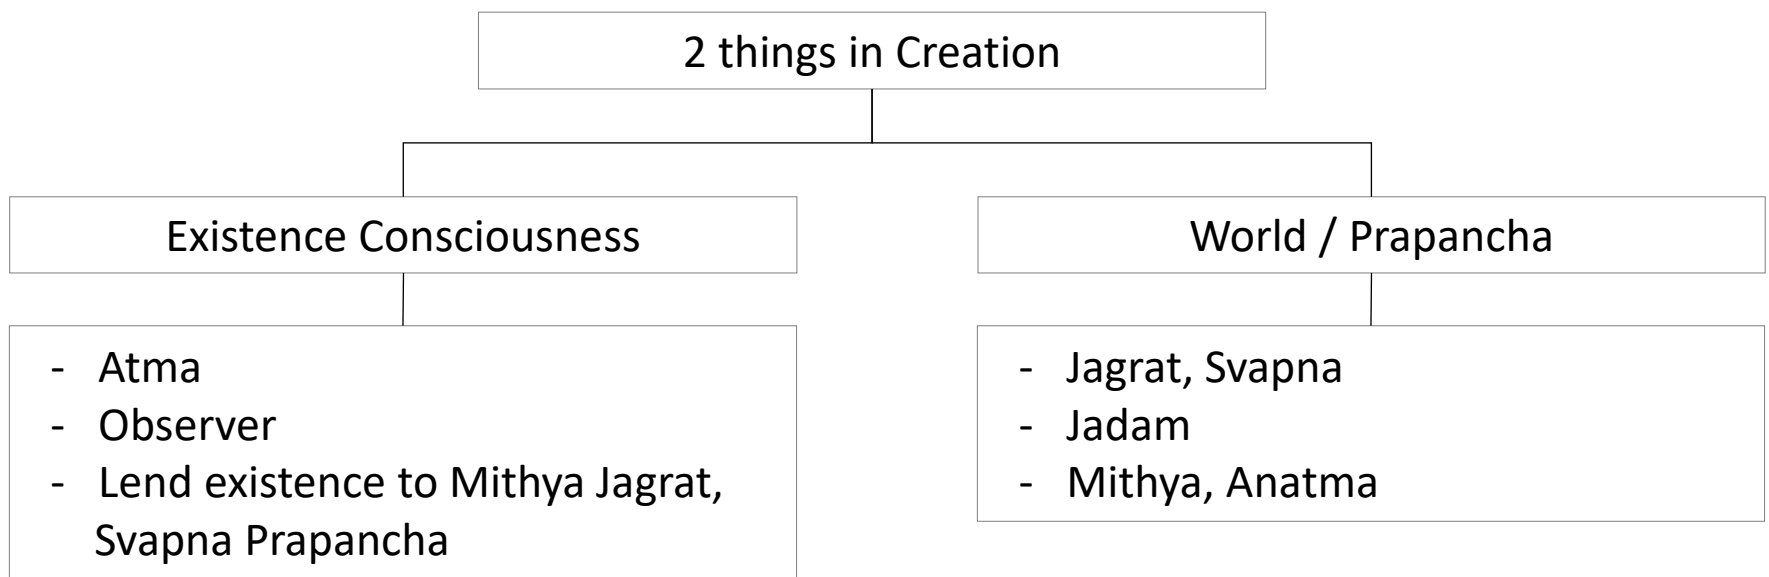 2 things in Creation
Existence Consciousness
- Atma
- Observer
- Lend existence to Mithya Jagrat,
Svapna Prapancha
World / Prapancha
- Jagrat, Svapna
- Jadam
- Mithya, Anatma